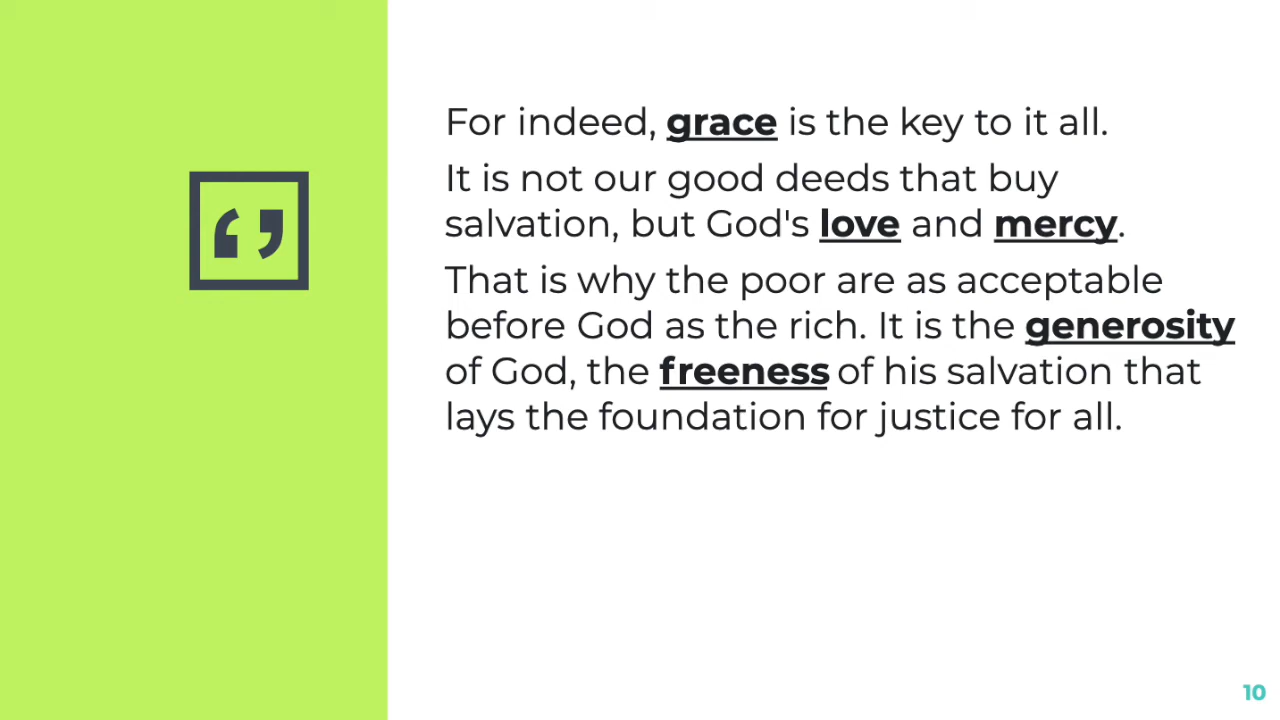 For indeed, grace is the key to it all.
It is not our good deeds that buy
salvation, but God's love and mercy.
That is why the poor are as acceptable
before God as the rich. It is the generosity
of God, the freeness of his salvation that
lays the foundation for justice for all.
10